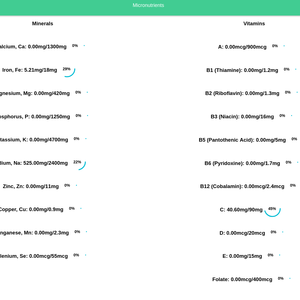 Micronutrients
Minerals
Vitamins
alcium, Ca: 0.00mg/1300mg 0%
A: 0.00mcg/900mcg 0%
Iron, Fe: 5.21mg/18mg 29%
B1 (Thiamine): 0.00mg/1.2mg 0%
gnesium, Mg: 0.00mg/420mg 0%
B2 (Riboflavin): 0.00mg/1.3mg 0%
osphorus, P: 0.00mg/1250mg 0%
B3 (Niacin): 0.00mg/16mg 0%
tassium, K: 0.00mg/4700mg 0%
B5 (Pantothenic Acid): 0.00mg/5mg 0%
dium, Na: 525.00mg/2400mg 22%
B6 (Pyridoxine): 0.00mg/1.7mg 0%
Zinc, Zn: 0.00mg/11mg 0%
B12 (Cobalamin): 0.00mcg/2.4mcg 0%
Copper, Cu: 0.00mg/0.9mg 0%
C: 40.60mg/90mg 45%
nganese, Mn: 0.00mg/2.3mg 0%
D: 0.00mcg/20mcg 0%
elenium, Se: 0.00mcg/55mcg 0%
E: 0.00mg/15mg 0%
Folate: 0.00mcg/400mcg 0%